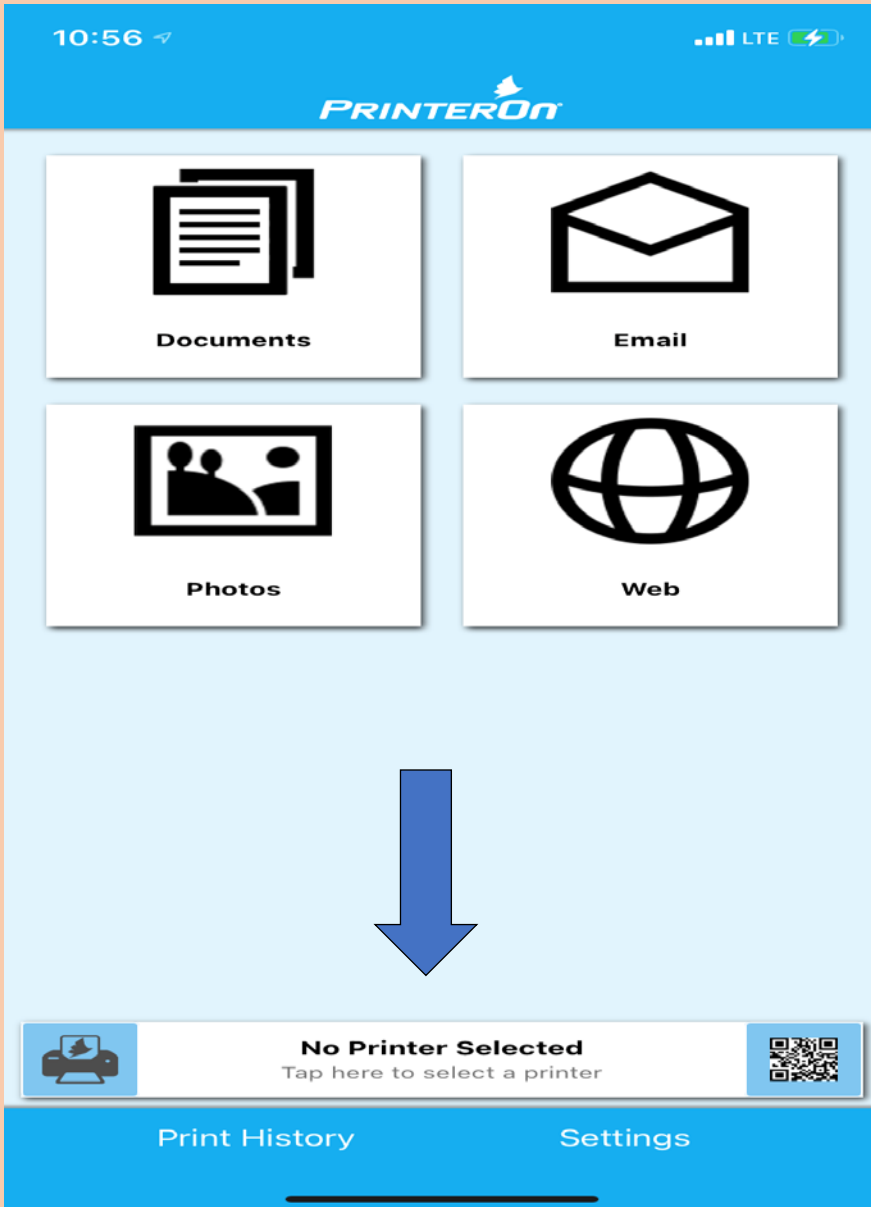 10:56
LTE
PRINTERON
Documents
Email
Photos
Web
No Printer Selected
Tap here to select a printer
Print History
Settings